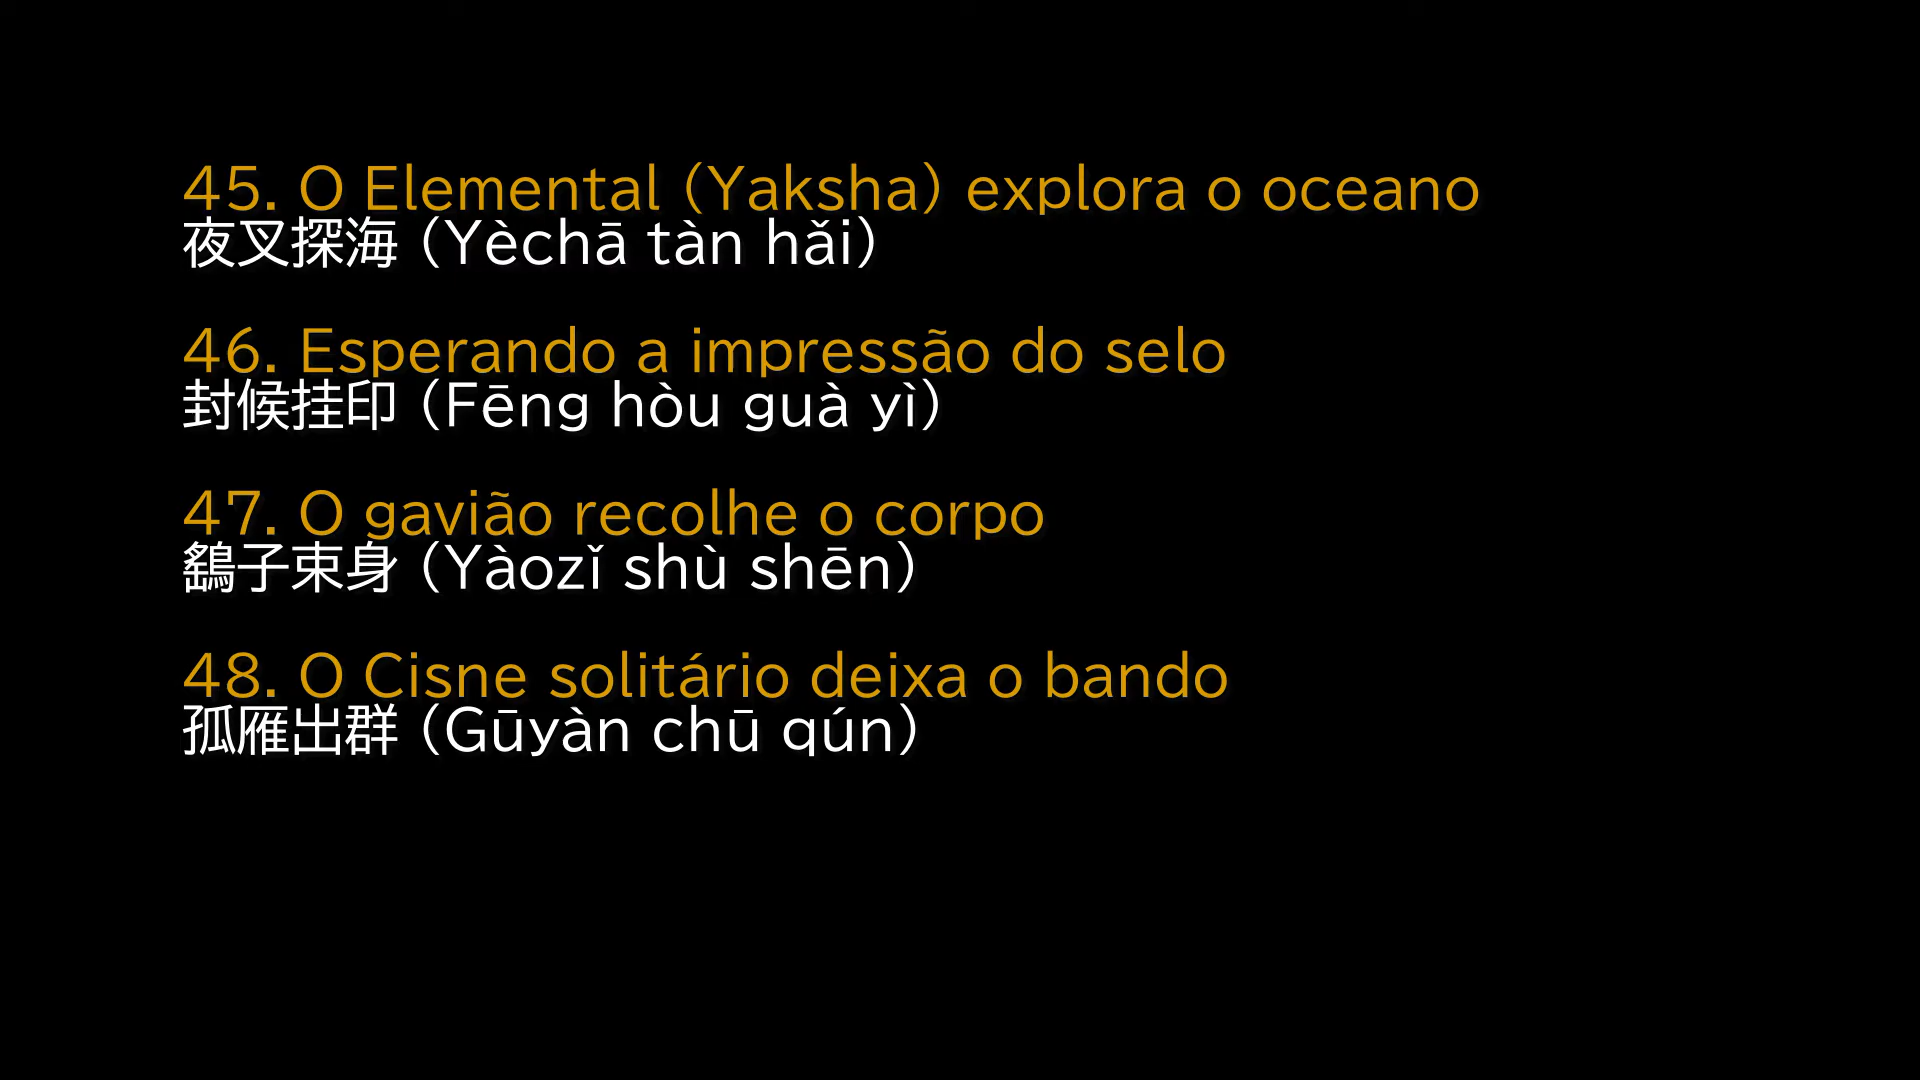 45. O Elemental (Yaksha) explora o oceano
夜叉探海 (Yèchā tàn hǎi)
46. Esperando a impressão do selo
封候挂印 (Fēng hòu guà yì)
47. O gavião recolhe o corpo
鷂子束身 (Yàozǐ shù shēn)
48. O Cisne solitário deixa o bando
孤雁出群 (Gūyàn chū qún)